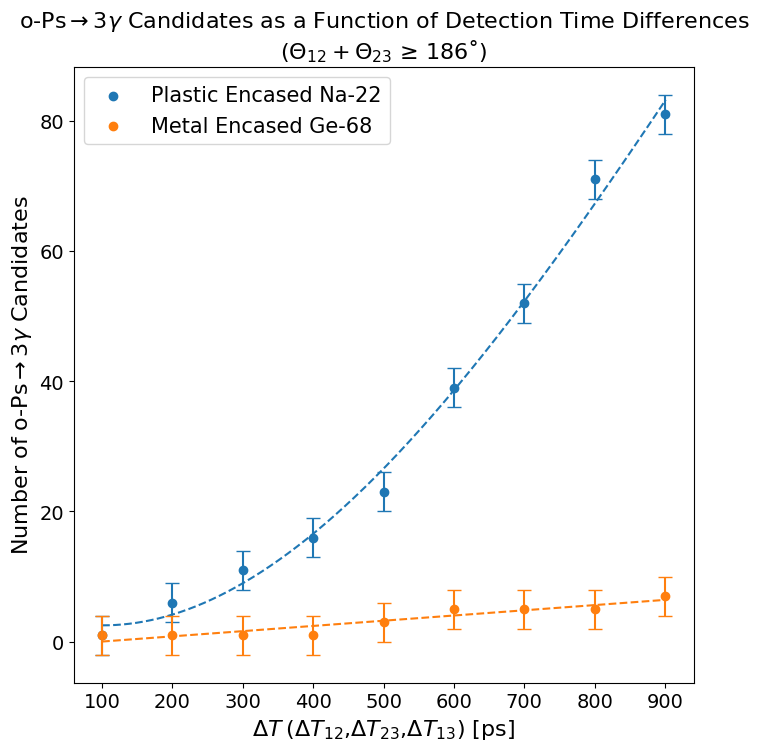 o-Ps→3γ Candidates as a Function of Detection Time Differences
(Θ₁₂ + Θ₂₃ ≥ 186˚)
Plastic Encased Na-22
Metal Encased Ge-68
Number of o-Ps→3γ Candidates
80
60
40
20
0
100 200 300 400 500 600 700 800 900
ΔT (ΔT₁₂,ΔT₂₃,ΔT₁₃) [ps]